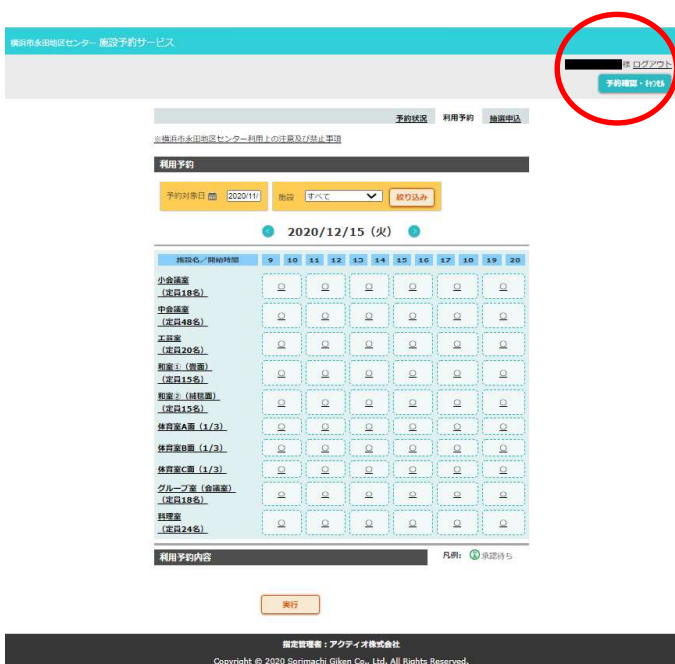 横浜市永田地区センター 施設予約サービス
様 ログアウト
予約確認・キャンセル
予約状況 利用予約 抽選申込
※横浜市永田地区センター利用上の注意及び禁止事項
利用予約
予約対象日 2020/11/ 施設 すべて 絞り込み
2020/12/15（火）
施設名／開始時間 9 10 11 12 13 14 15 16 17 18 19 20
小会議室
（定員18名） ○ ○ ○ ○ ○ ○
中会議室
（定員48名） ○ ○ ○ ○ ○ ○
工芸室
（定員20名） ○ ○ ○ ○ ○ ○
和室①（畳面）
（定員15名） ○ ○ ○ ○ ○ ○
和室②（絨毯面）
（定員15名） ○ ○ ○ ○ ○ ○
体育室A面（1/3） ○ ○ ○ ○ ○ ○
体育室B面（1/3） ○ ○ ○ ○ ○ ○
体育室C面（1/3） ○ ○ ○ ○ ○ ○
グループ室（会議室）
（定員18名） ○ ○ ○ ○ ○ ○
料理室
（定員24名） ○ ○ ○ ○ ○ ○
利用予約内容 凡例： 承認待ち
実行
指定管理者：アクティオ株式会社
Copyright © 2020 Sorimachi Giken Co., Ltd. All Rights Reserved.